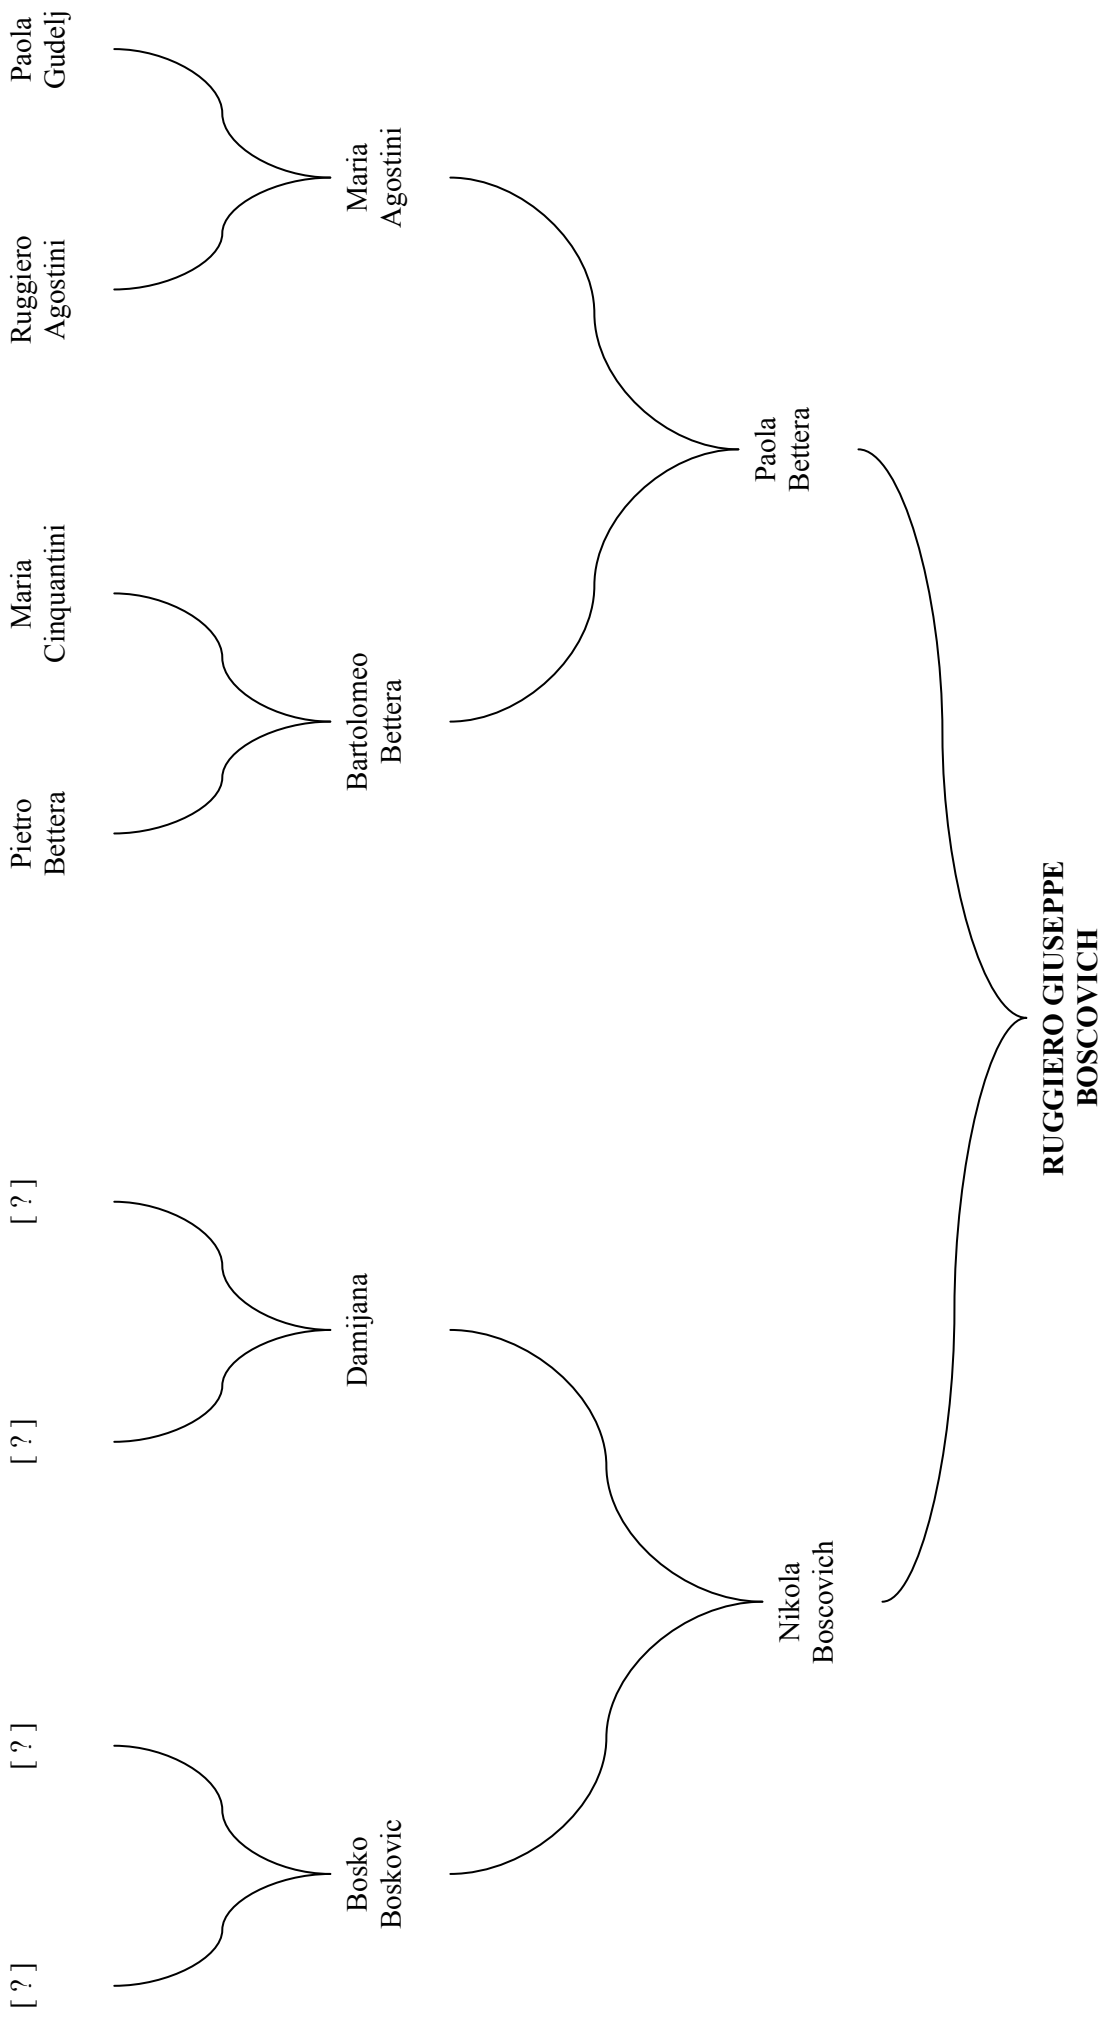 [ ? ]
[ ? ]
[ ? ]
[ ? ]
Pietro
Bettera
Maria
Cinquantini
Ruggiero
Agostini
Paola
Gudelj
Bosko
Boskovic
Damijana
Bartolomeo
Bettera
Maria
Agostini
Nikola
Boscovich
Paola
Bettera
RUGGIERO GIUSEPPE
BOSCOVICH